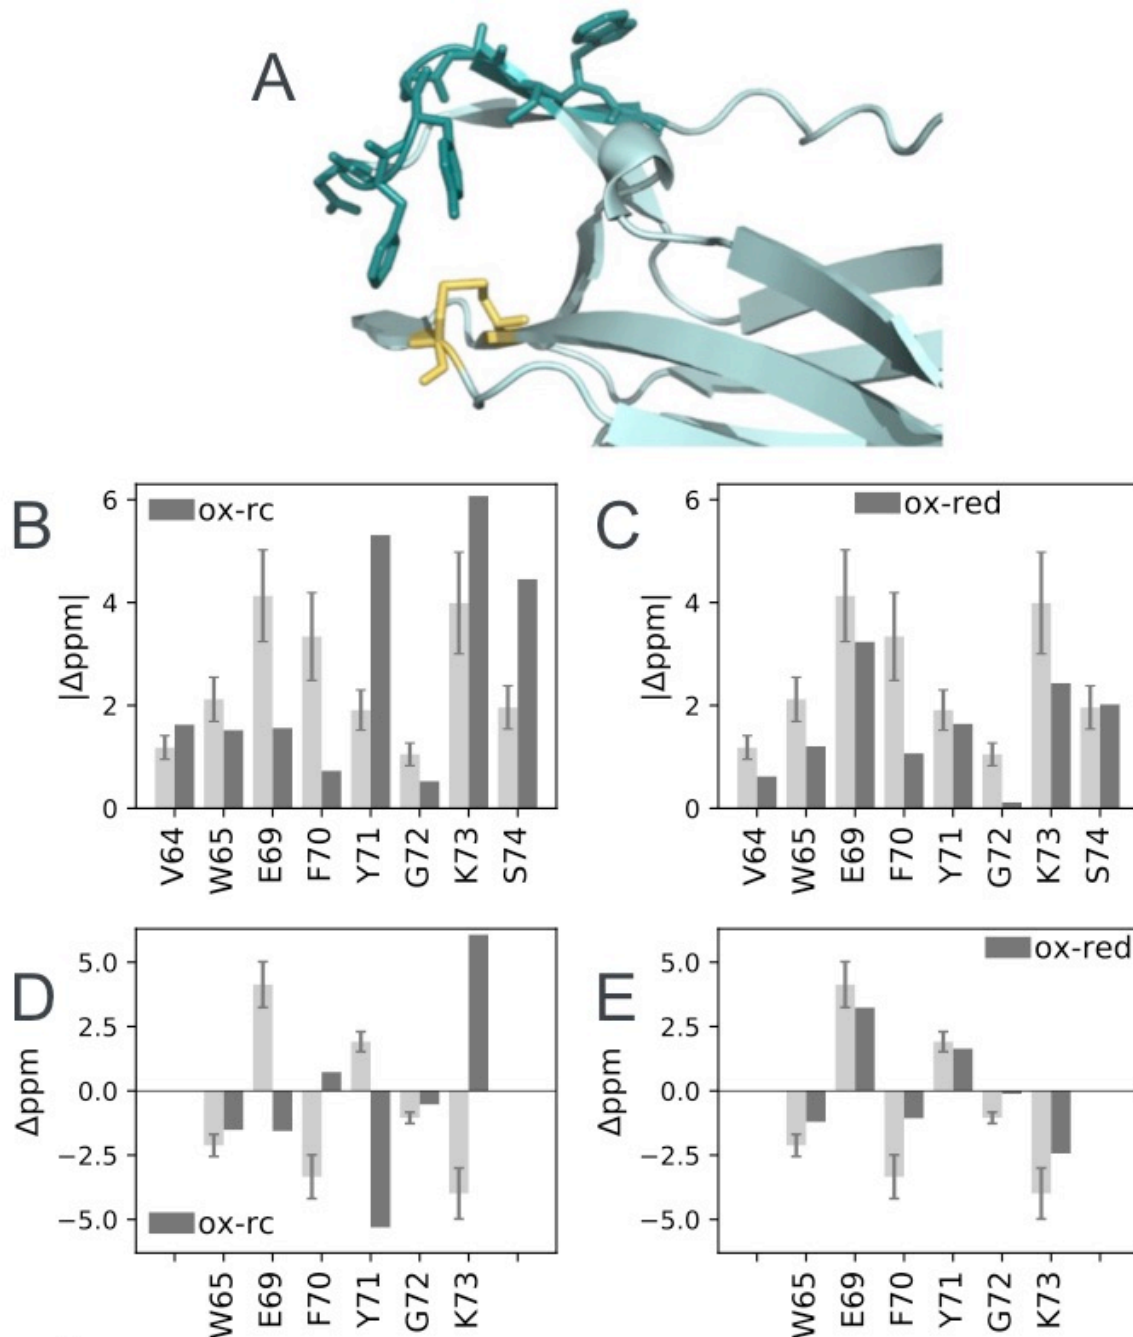 A
B
ox-rc
|Δppm|
6
4
2
0
V64 W65 E69 F70 Y71 G72 K73 S74
C
ox-red
|Δppm|
6
4
2
0
V64 W65 E69 F70 Y71 G72 K73 S74
D
ox-rc
Δppm
5.0
2.5
0.0
−2.5
−5.0
W65 E69 F70 Y71 G72 K73
E
ox-red
Δppm
5.0
2.5
0.0
−2.5
−5.0
W65 E69 F70 Y71 G72 K73